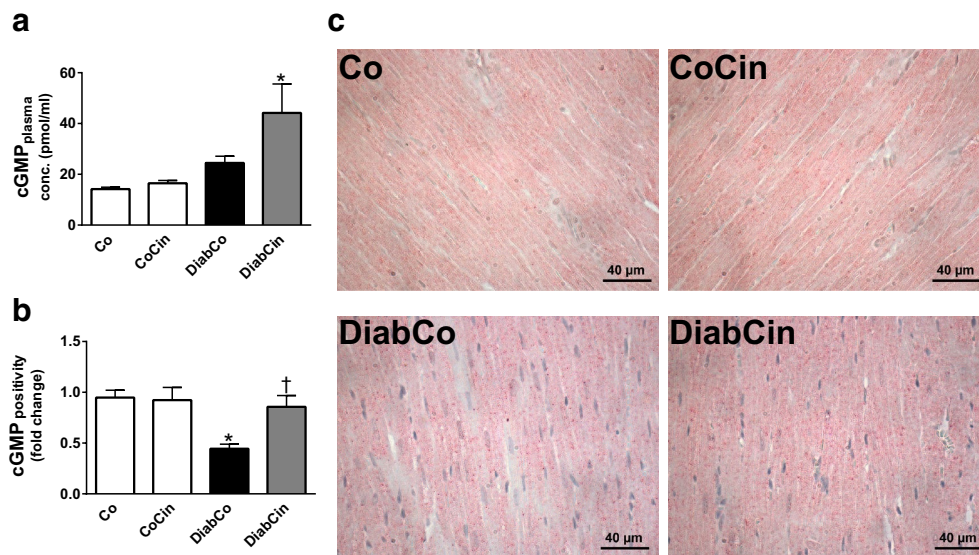 a
cGMP plasma
conc. (pmol/ml)
60
40
20
0
*
Co
CoCin
DiabCo
DiabCin
b
cGMP positivity
(fold change)
1.5
1.0
0.5
0.0
*
†
Co
CoCin
DiabCo
DiabCin
c
Co
40 µm
CoCin
40 µm
DiabCo
40 µm
DiabCin
40 µm